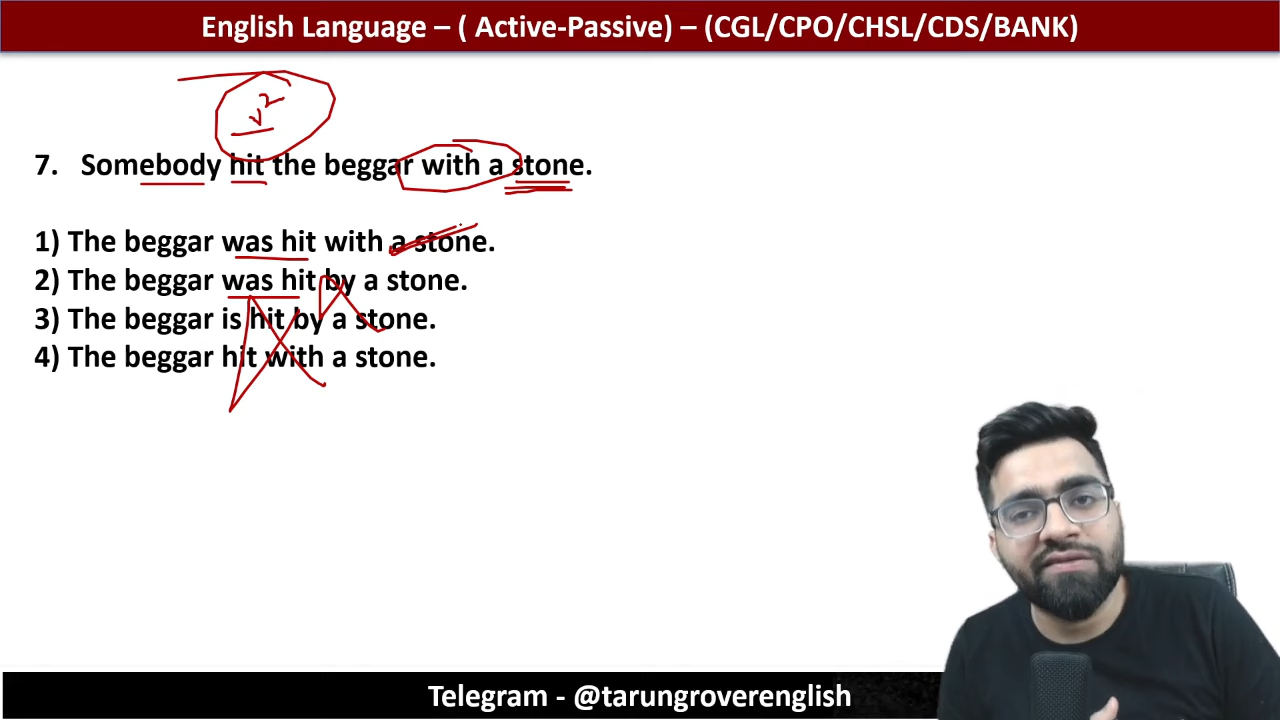 English Language – ( Active-Passive) – (CGL/CPO/CHSL/CDS/BANK)
v²
7. Somebody hit the beggar with a stone.
1) The beggar was hit with a stone.
2) The beggar was hit by a stone.
3) The beggar is hit by a stone.
4) The beggar hit with a stone.
Telegram - @tarungroverenglish